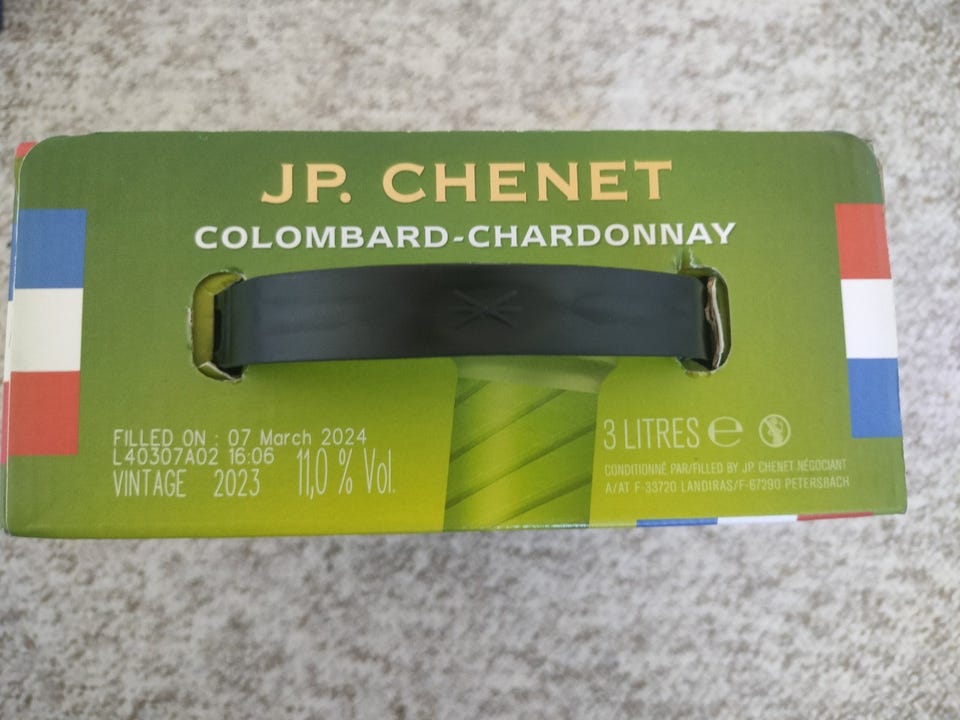 JP. CHENET
COLOMBARD-CHARDONNAY
FILLED ON : 07 March 2024
L40307A02 16:06
VINTAGE 2023 11,0 % Vol.
3 LITRES ℮
CONDITIONNÉ PAR/FILLED BY JP. CHENET NÉGOCIANT
A/AT F-33720 LANDIRAS/F-67290 PETERSBACH